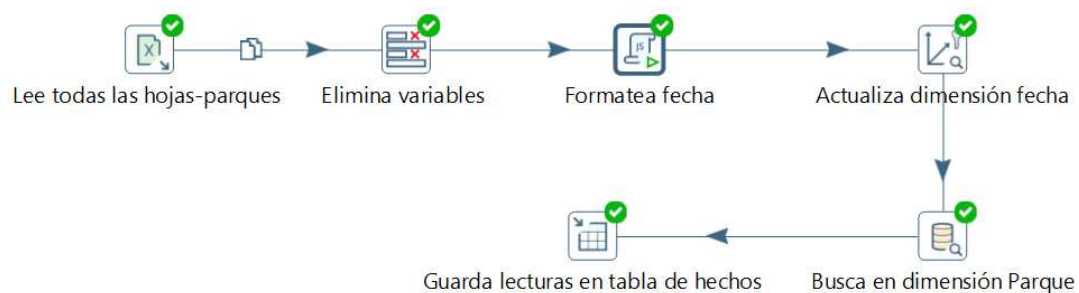 Lee todas las hojas-parques
Elimina variables
Formatea fecha
Actualiza dimensión fecha
Guarda lecturas en tabla de hechos
Busca en dimensión Parque